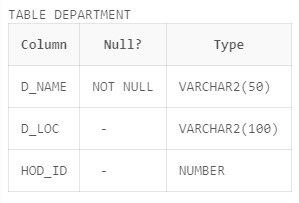 TABLE DEPARTMENT
Column Null? Type
D_NAME NOT NULL VARCHAR2(50)
D_LOC - VARCHAR2(100)
HOD_ID - NUMBER